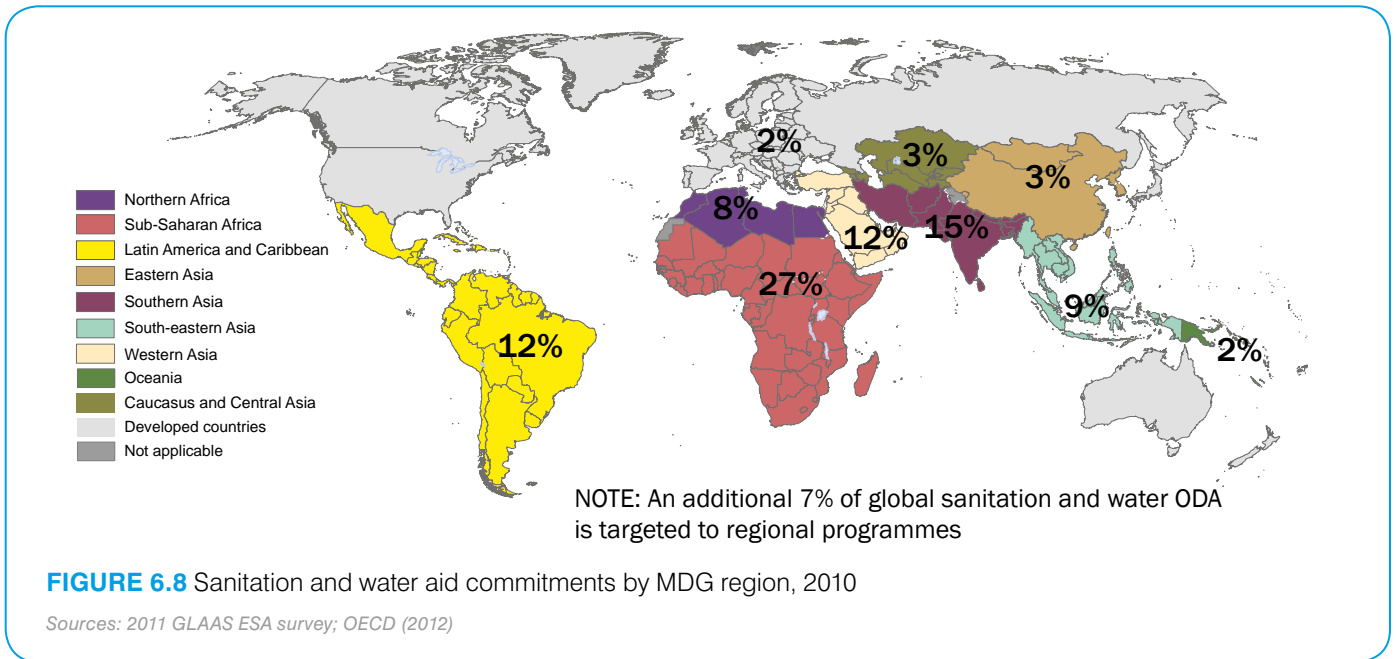 2%
3%
3%
8%
15%
12%
27%
9%
2%
12%
Northern Africa
Sub-Saharan Africa
Latin America and Caribbean
Eastern Asia
Southern Asia
South-eastern Asia
Western Asia
Oceania
Caucasus and Central Asia
Developed countries
Not applicable
NOTE: An additional 7% of global sanitation and water ODA
is targeted to regional programmes
FIGURE 6.8 Sanitation and water aid commitments by MDG region, 2010
Sources: 2011 GLAAS ESA survey; OECD (2012)